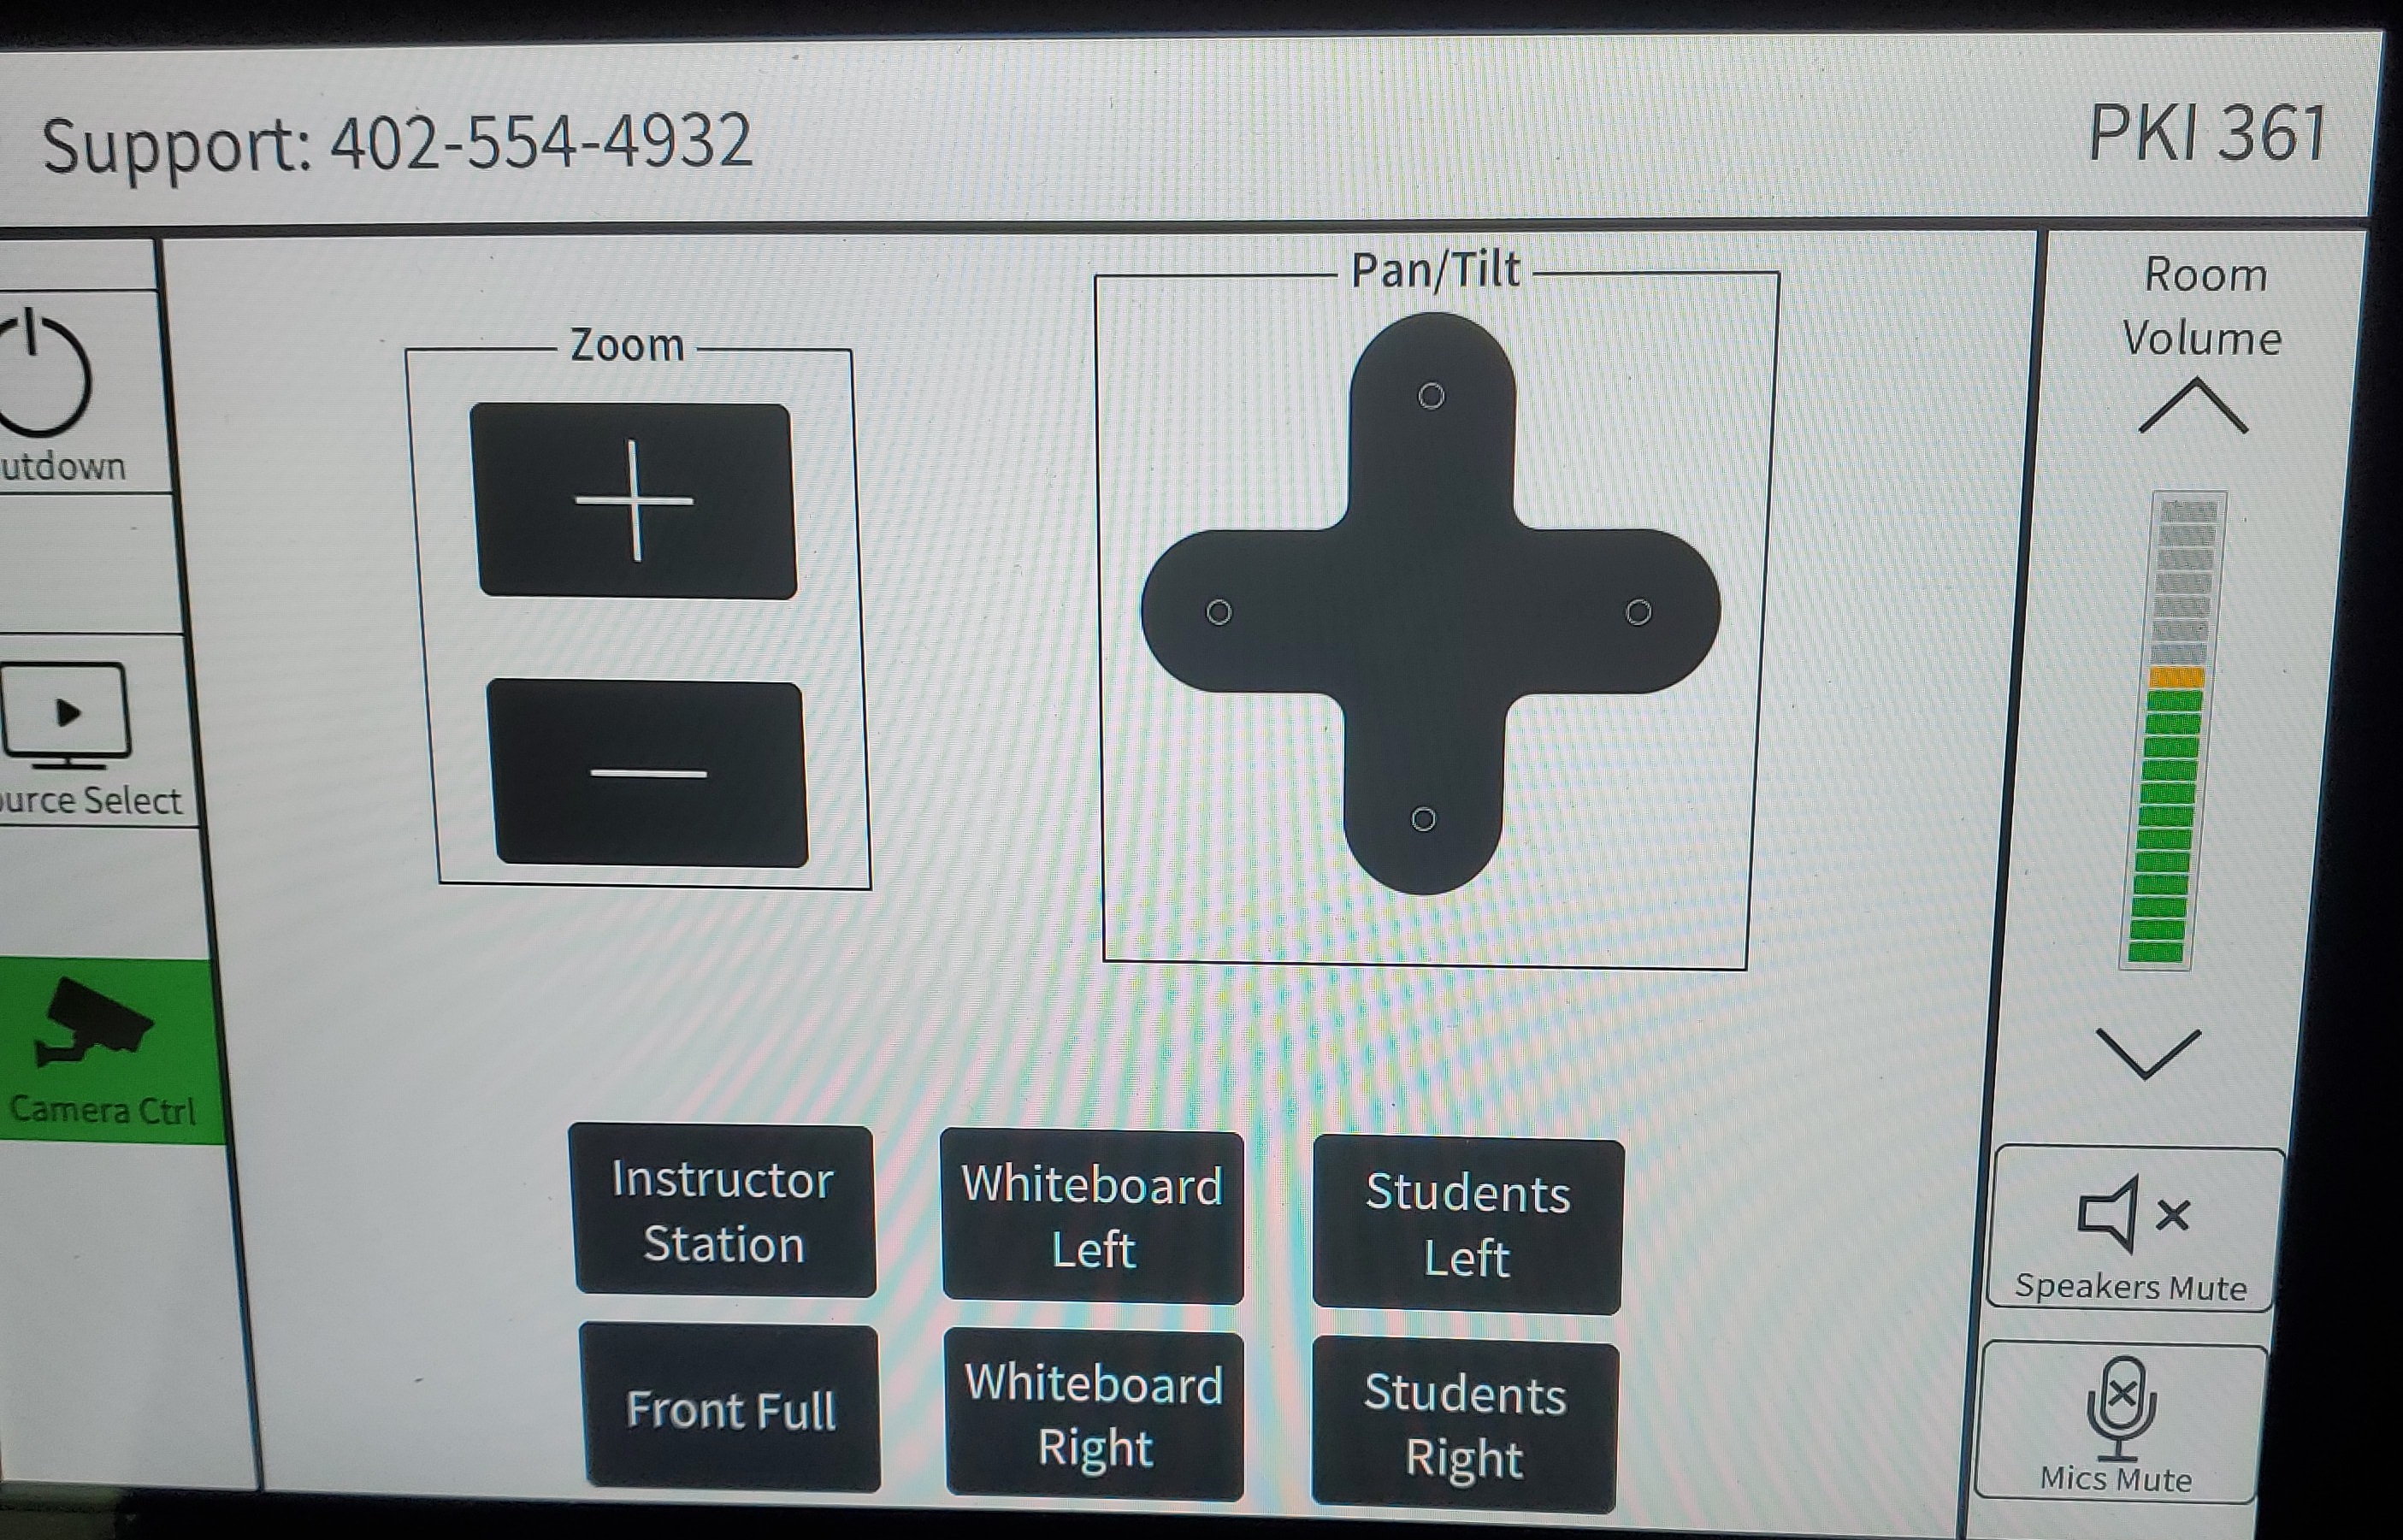 Support: 402-554-4932
PKI 361
utdown
urce Select
Camera Ctrl
Zoom
Pan/Tilt
Instructor
Station
Whiteboard
Left
Students
Left
Front Full
Whiteboard
Right
Students
Right
Room
Volume
Speakers Mute
Mics Mute